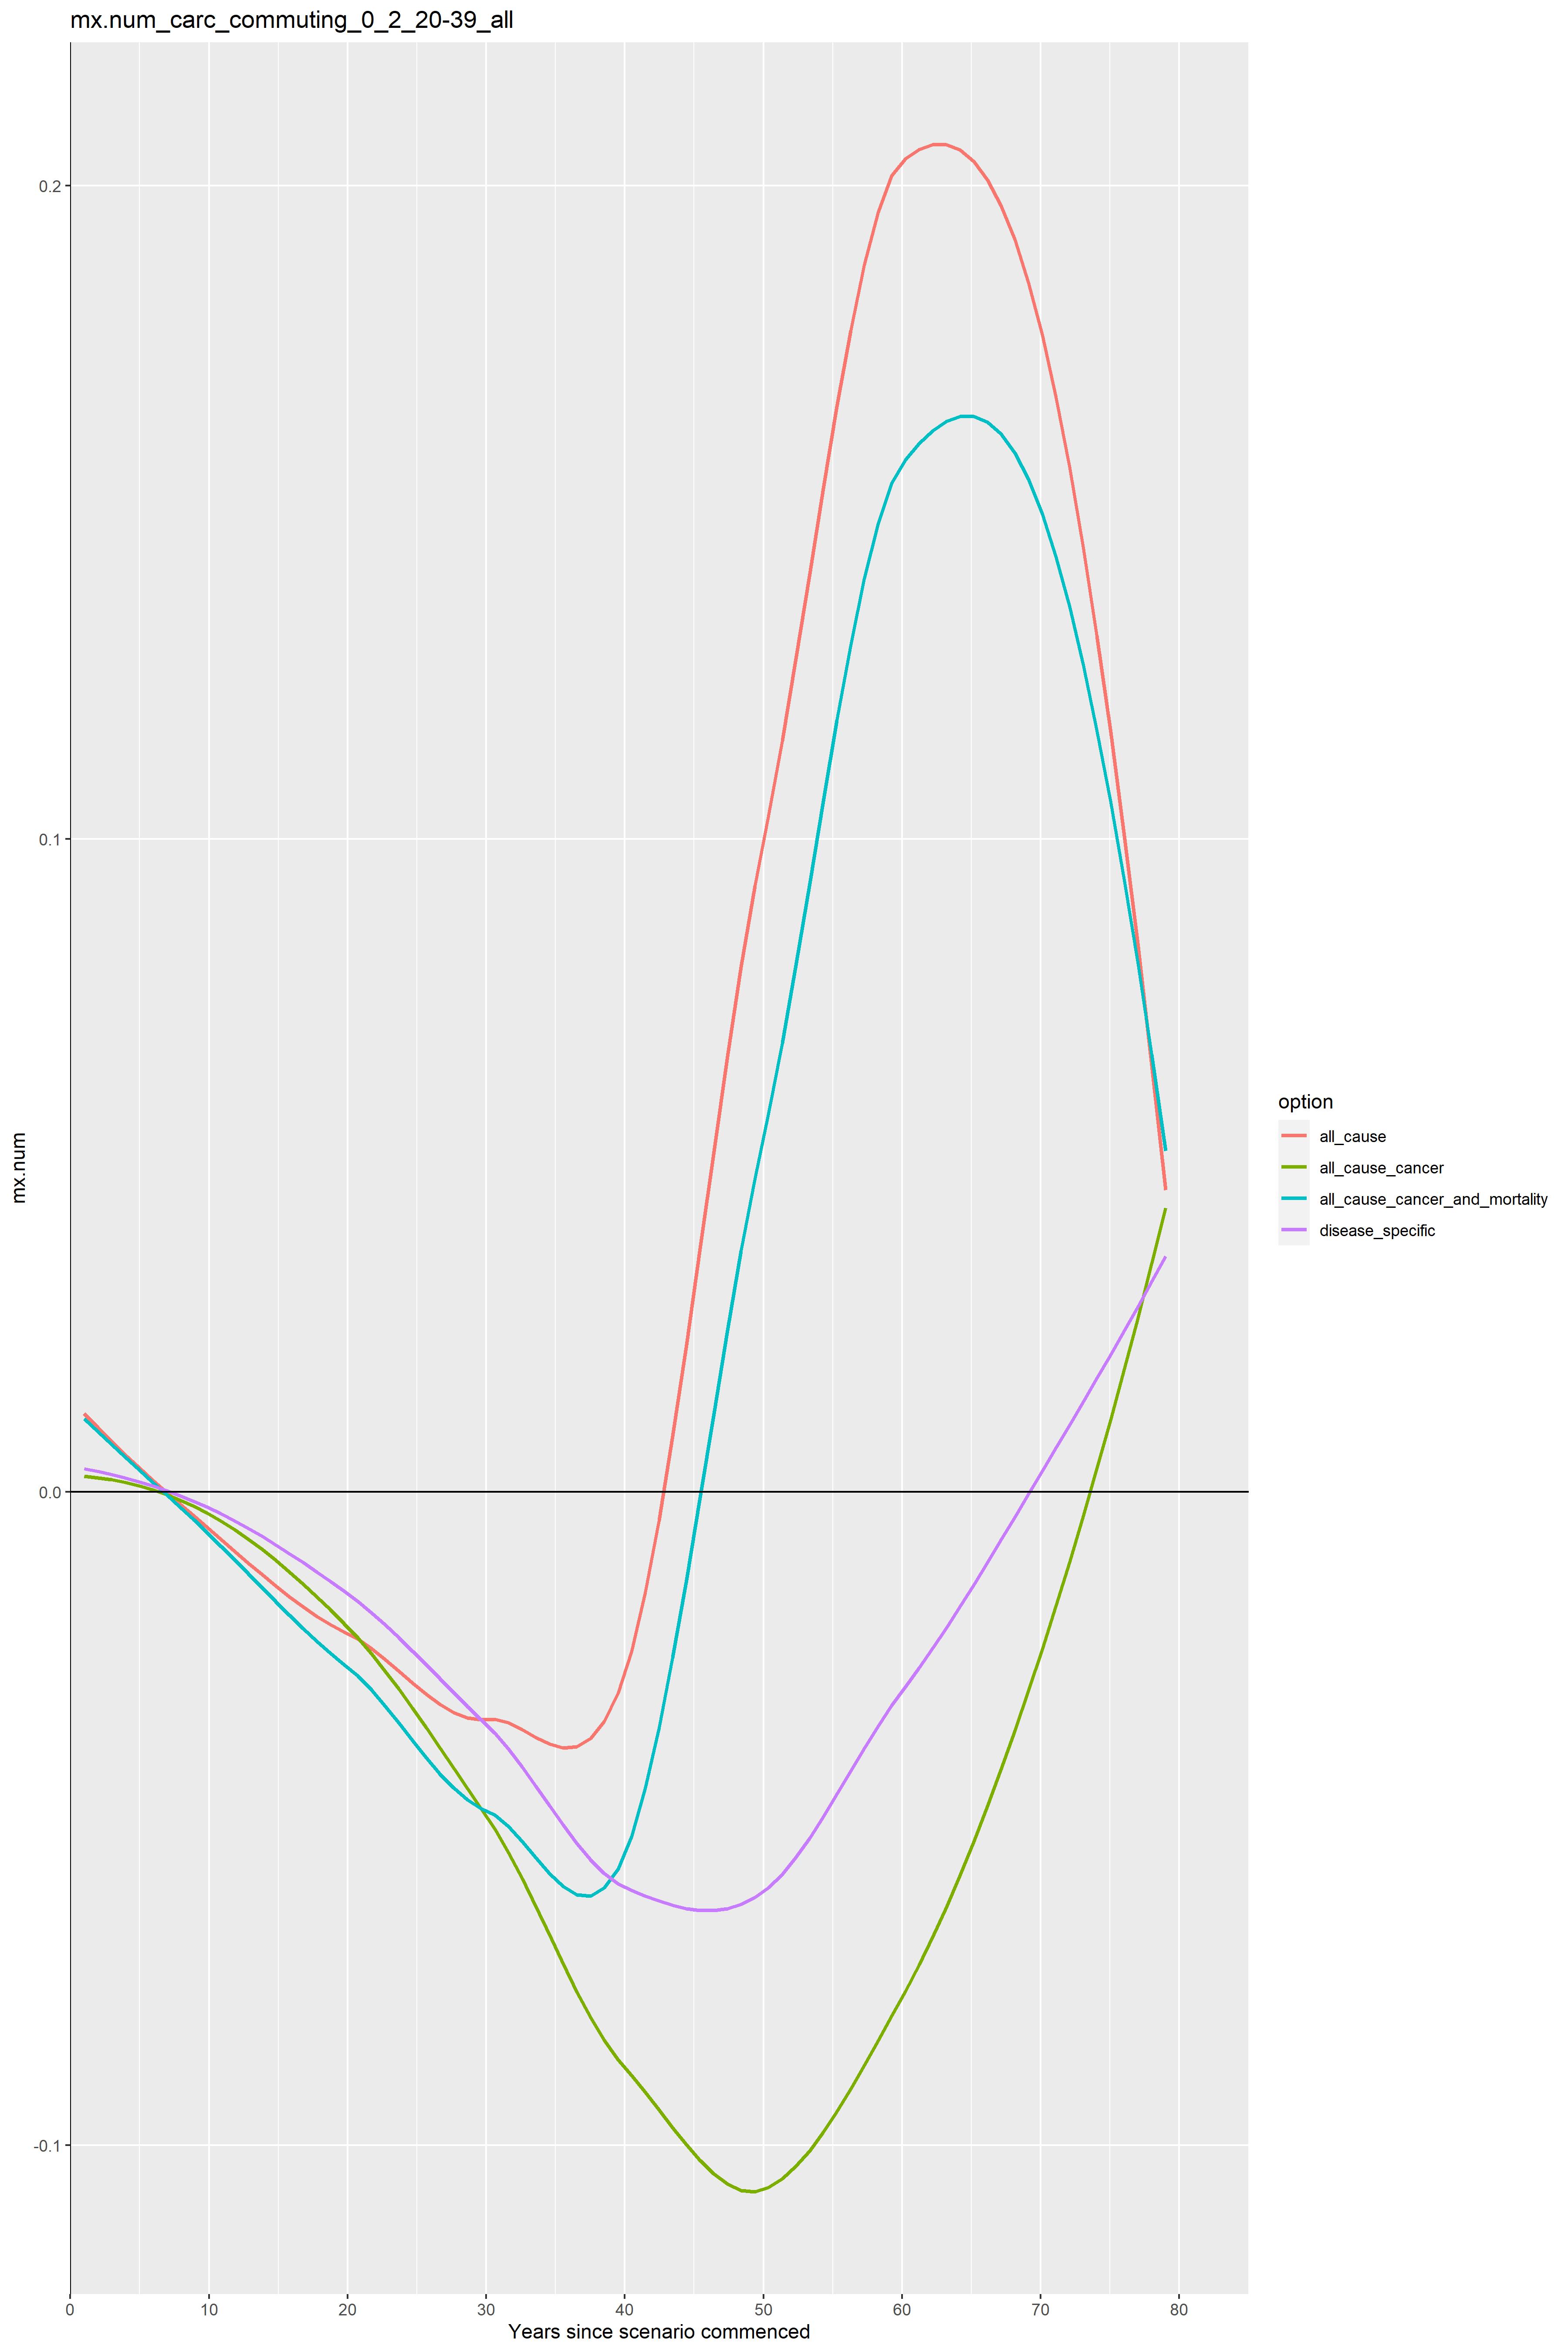 mx.num_carc_commuting_0_2_20-39_all
0.2
0.1
0.0
-0.1
mx.num
0 10 20 30 40 50 60 70 80
Years since scenario commenced
option
all_cause
all_cause_cancer
all_cause_cancer_and_mortality
disease_specific